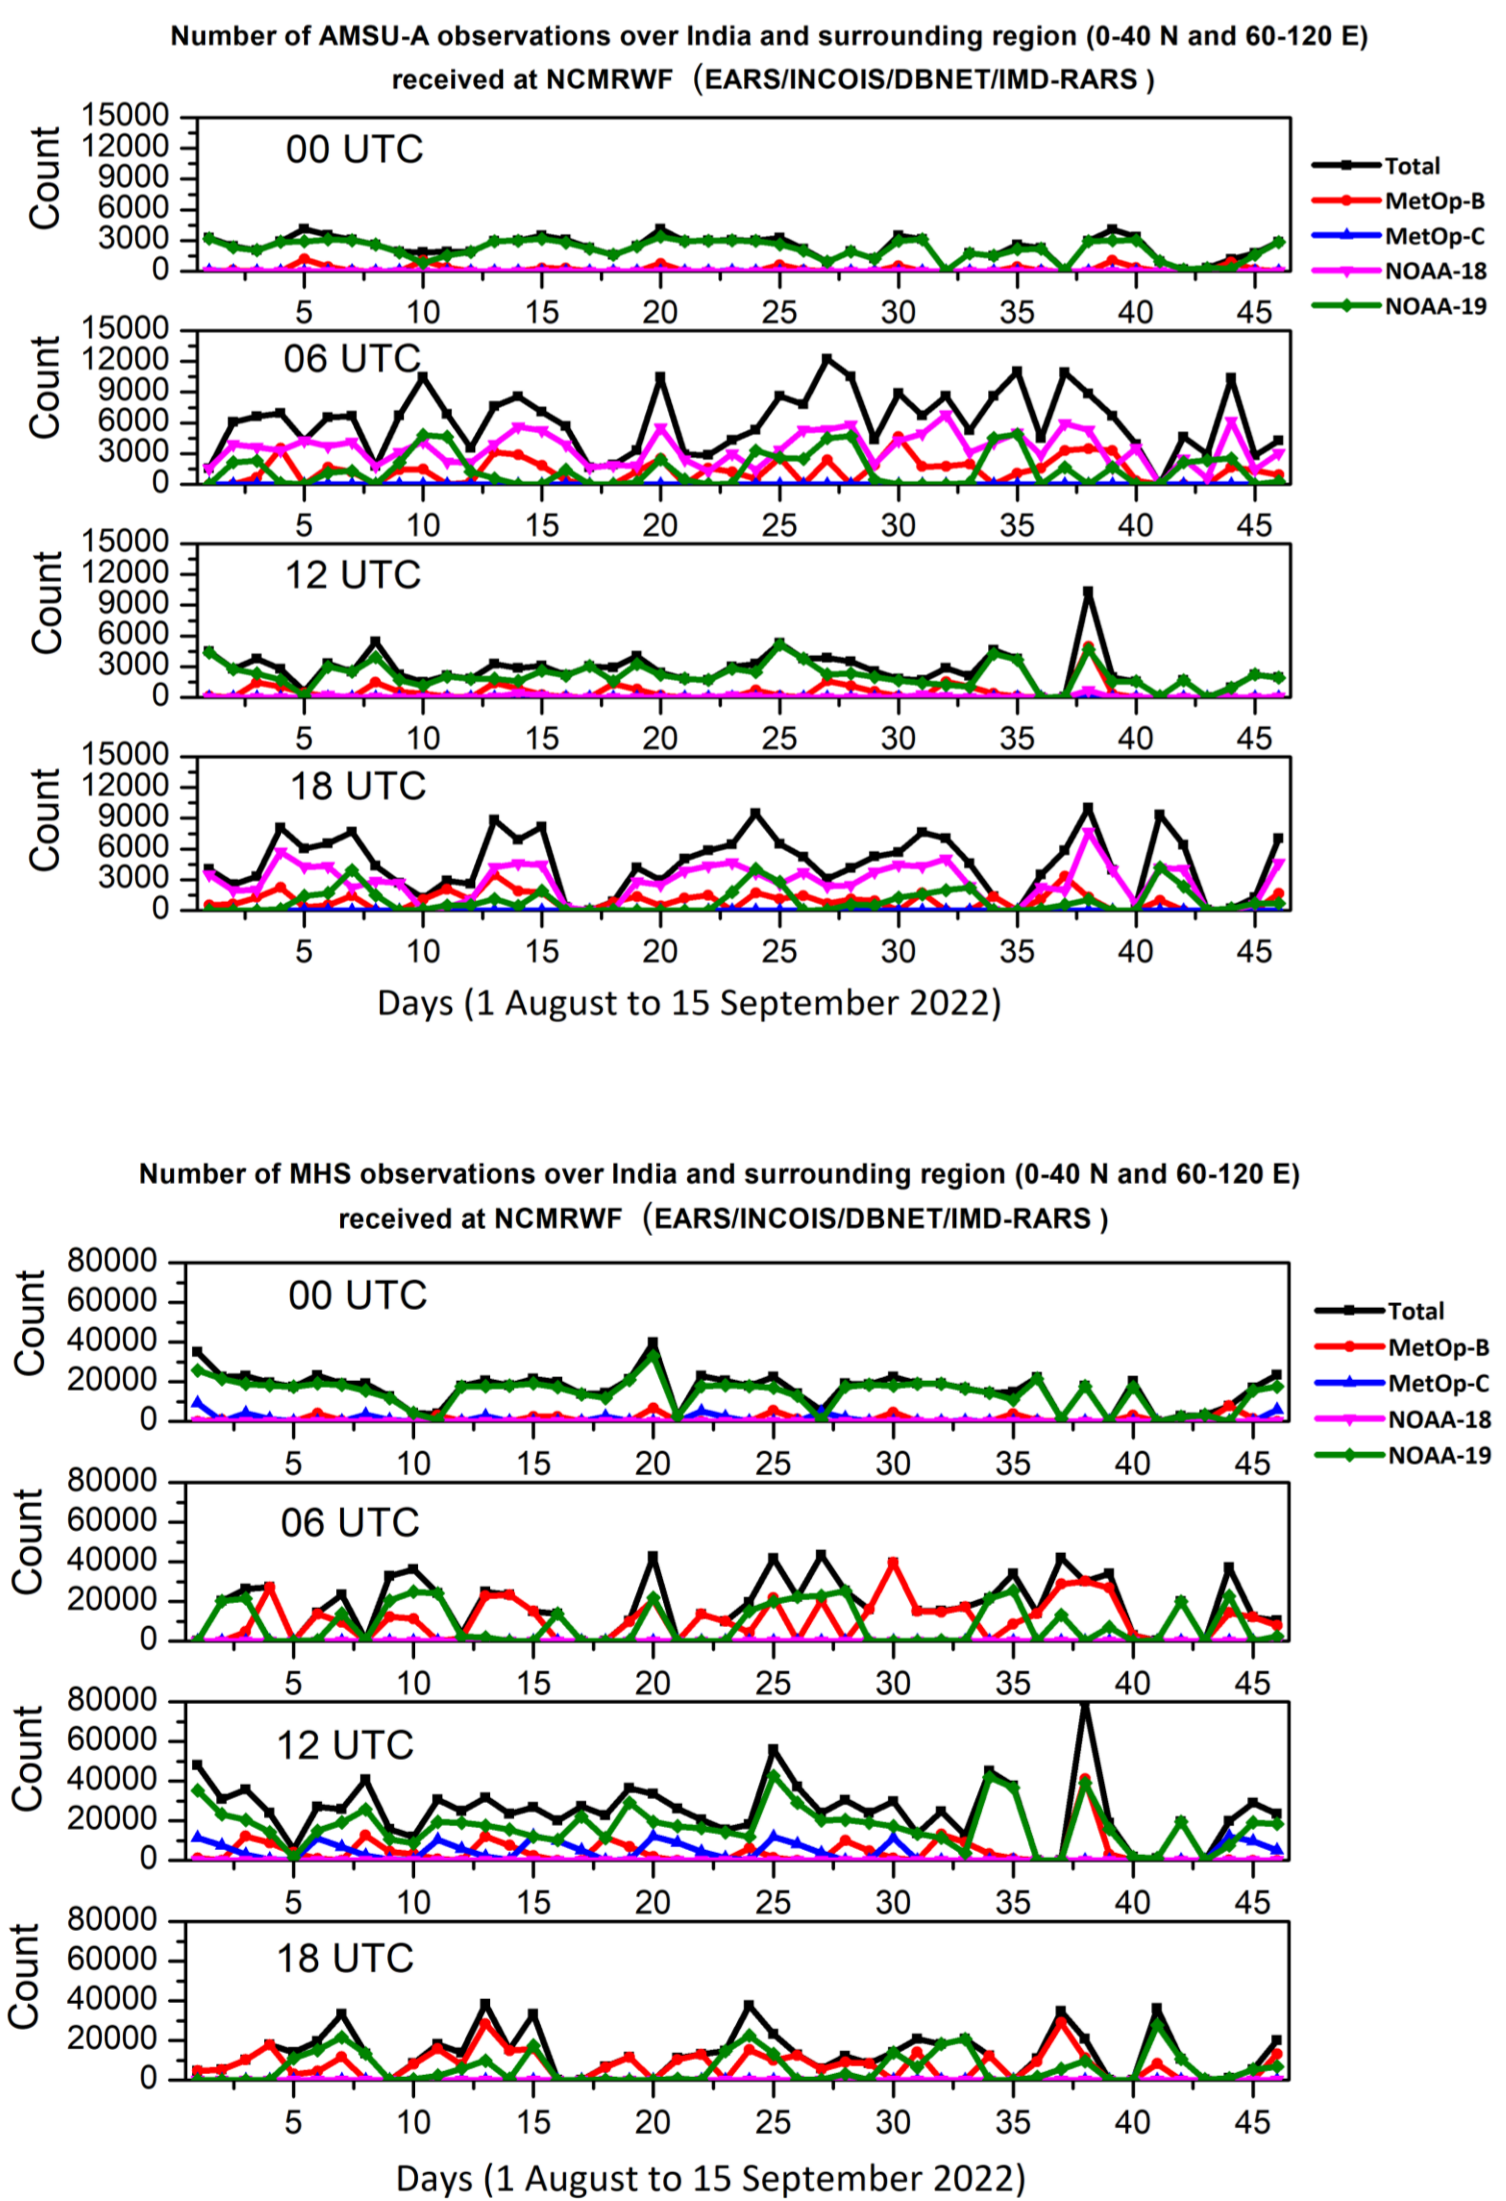 Number of AMSU-A observations over India and surrounding region (0-40 N and 60-120 E)
received at NCMRWF (EARS/INCOIS/DBNET/IMD-RARS )
Count
15000
12000
9000
6000
3000
0
00 UTC
5 10 15 20 25 30 35 40 45
Total
MetOp-B
MetOp-C
NOAA-18
NOAA-19
Count
15000
12000
9000
6000
3000
0
06 UTC
5 10 15 20 25 30 35 40 45
Count
15000
12000
9000
6000
3000
0
12 UTC
5 10 15 20 25 30 35 40 45
Count
15000
12000
9000
6000
3000
0
18 UTC
5 10 15 20 25 30 35 40 45
Days (1 August to 15 September 2022)
Number of MHS observations over India and surrounding region (0-40 N and 60-120 E)
received at NCMRWF (EARS/INCOIS/DBNET/IMD-RARS )
Count
80000
60000
40000
20000
0
00 UTC
5 10 15 20 25 30 35 40 45
Total
MetOp-B
MetOp-C
NOAA-18
NOAA-19
Count
80000
60000
40000
20000
0
06 UTC
5 10 15 20 25 30 35 40 45
Count
80000
60000
40000
20000
0
12 UTC
5 10 15 20 25 30 35 40 45
Count
80000
60000
40000
20000
0
18 UTC
5 10 15 20 25 30 35 40 45
Days (1 August to 15 September 2022)